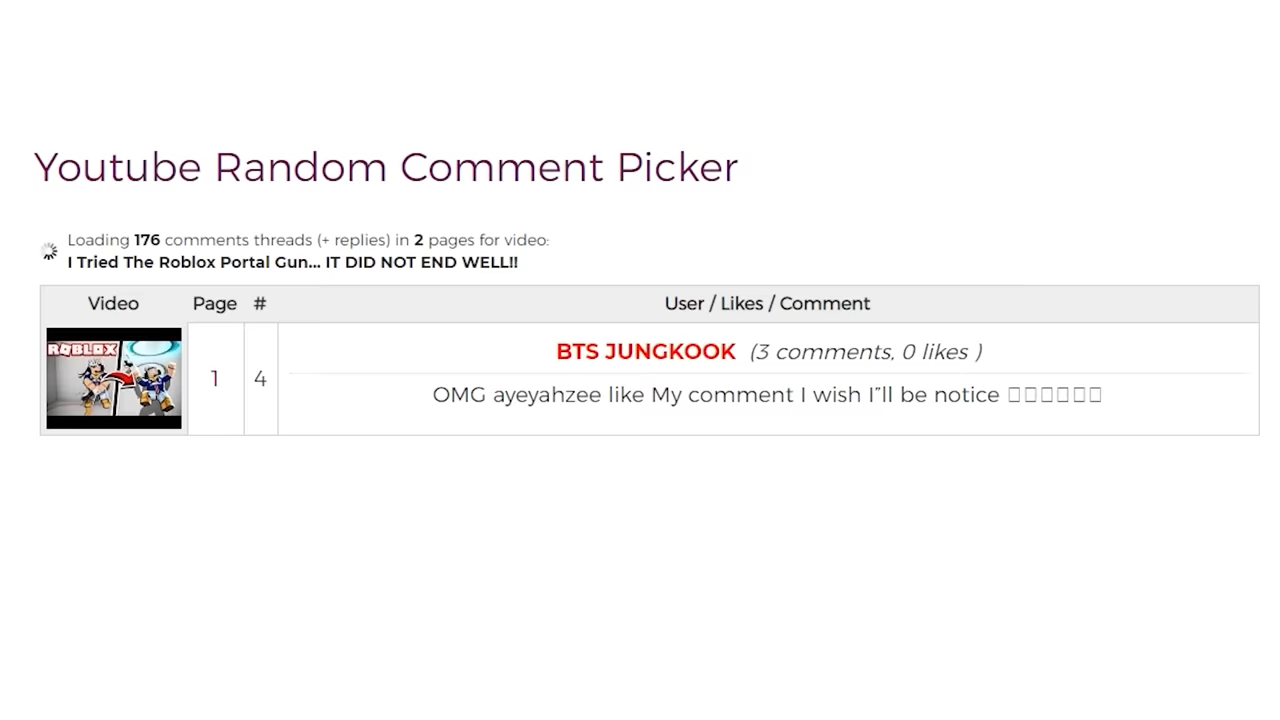 Youtube Random Comment Picker
Loading 176 comments threads (+ replies) in 2 pages for video:
I Tried The Roblox Portal Gun... IT DID NOT END WELL!!
Video Page # User / Likes / Comment
ROBLOX
BTS JUNGKOOK (3 comments, 0 likes )
1 4
OMG ayeyahzee like My comment I wish I"ll be notice □□□□□□